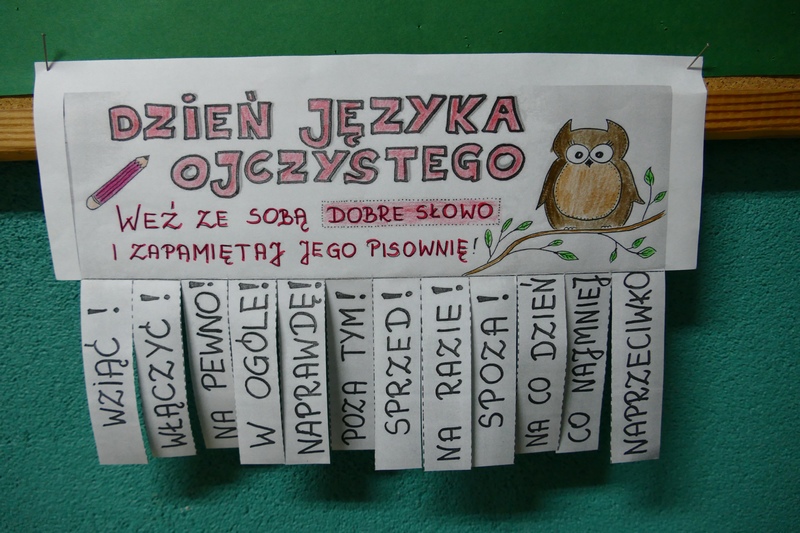 DZIEŃ JĘZYKA
OJCZYSTEGO
WEŹ ZE SOBĄ DOBRE SŁOWO
I ZAPAMIĘTAJ JEGO PISOWNIĘ!
WZIĄĆ!
WŁĄCZYĆ!
NA PEWNO!
W OGÓLE!
NAPRAWDĘ!
POZA TYM!
SPRZED!
NA RAZIE!
SPOZA!
NA CO DZIEŃ
CO NAJMNIEJ
NAPRZECIWKO